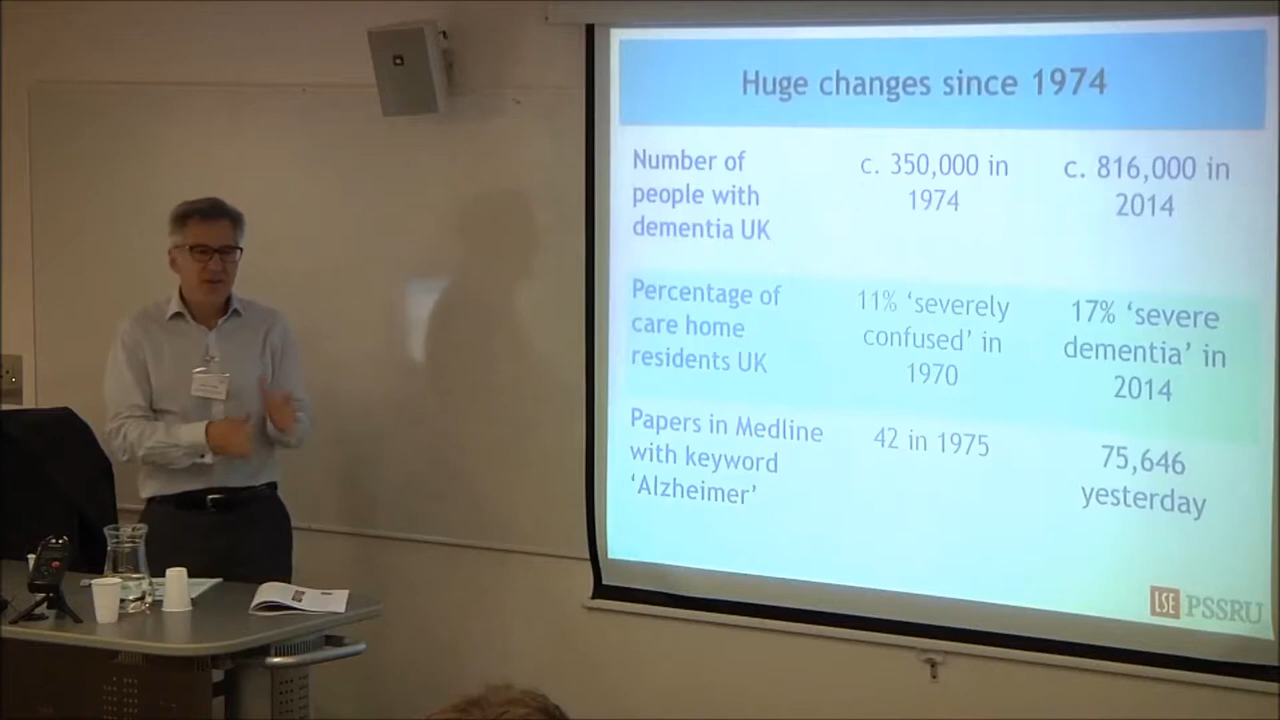 Huge changes since 1974
Number of
people with
dementia UK
c. 350,000 in
1974
c. 816,000 in
2014
Percentage of
care home
residents UK
11% ‘severely
confused’ in
1970
17% ‘severe
dementia’ in
2014
Papers in Medline
with keyword
‘Alzheimer’
42 in 1975
75,646
yesterday
LSE PSSRU